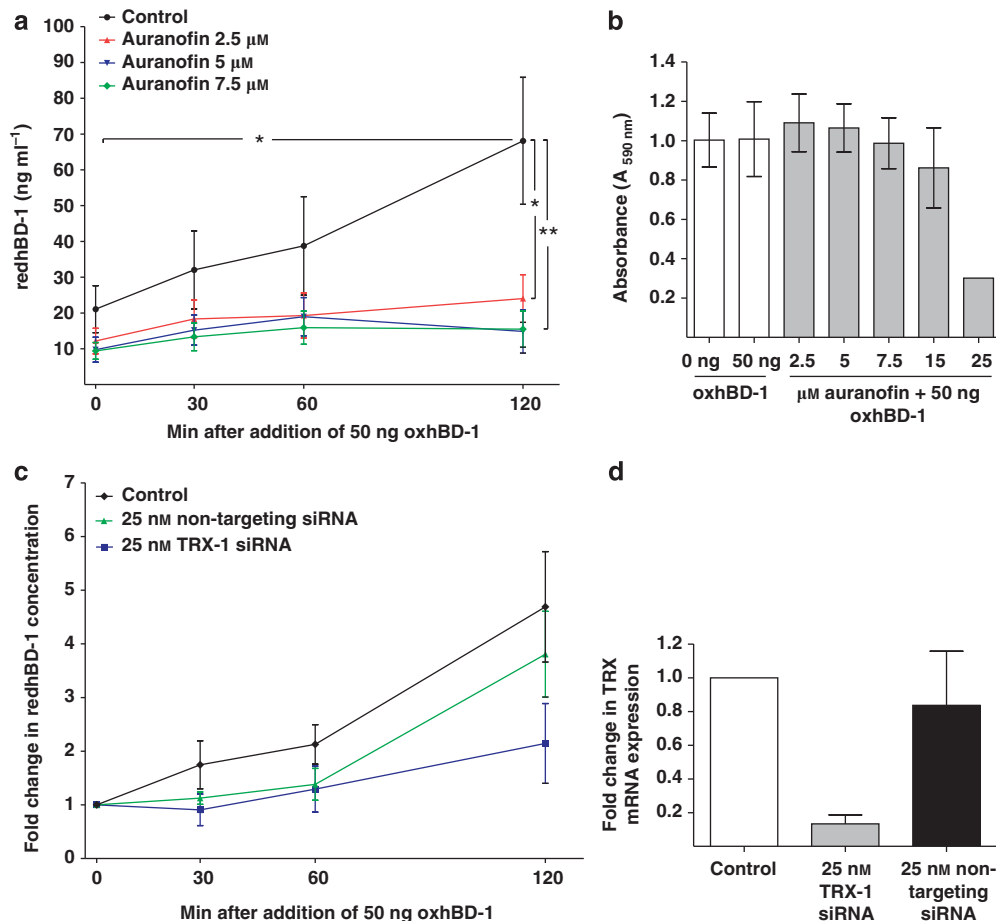 a
100
90
80
70
60
50
40
30
20
10
redhBD-1 (ng ml⁻¹)
Control
Auranofin 2.5 μM
Auranofin 5 μM
Auranofin 7.5 μM
*
*
**
0
30
60
120
Min after addition of 50 ng oxhBD-1
b
1.4
1.2
1.0
0.8
0.6
0.4
0.2
Absorbance (A 590 nm)
0 ng 50 ng 2.5 5 7.5 15 25
oxhBD-1
μM auranofin + 50 ng
oxhBD-1
c
7
6
5
4
3
2
1
0
Fold change in redhBD-1 concentration
Control
25 nM non-targeting siRNA
25 nM TRX-1 siRNA
0
30
60
120
Min after addition of 50 ng oxhBD-1
d
1.2
1.0
0.8
0.6
0.4
0.2
Fold change in TRX
mRNA expression
Control
25 nM
TRX-1
siRNA
25 nM non-
targeting
siRNA